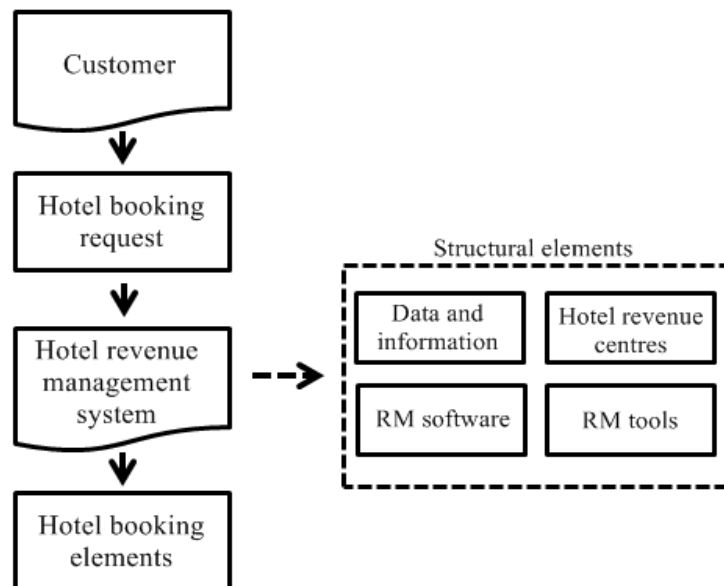 Customer
Hotel booking
request
Hotel revenue
management
system
Hotel booking
elements
Structural elements
Data and
information
Hotel revenue
centres
RM software
RM tools